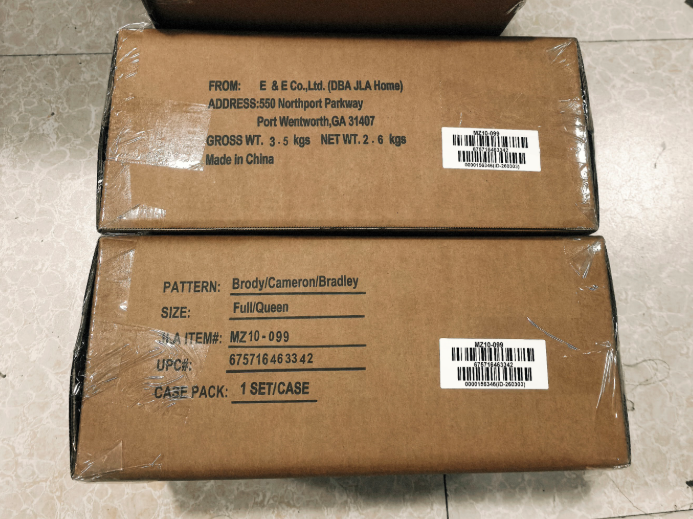 FROM: E & E Co.,Ltd. (DBA JLA Home)
ADDRESS:550 Northport Parkway
Port Wentworth,GA 31407
GROSS WT. 3.5 kgs NET WT. 2.6 kgs
Made in China
MZ10-099
675716463342
0000156346(ID-260303)
PATTERN: Brody/Cameron/Bradley
SIZE: Full/Queen
JLA ITEM#: MZ10-099
UPC#: 675716463342
CASE PACK: 1 SET/CASE
MZ10-099
675716463342
0000156346(ID-260303)